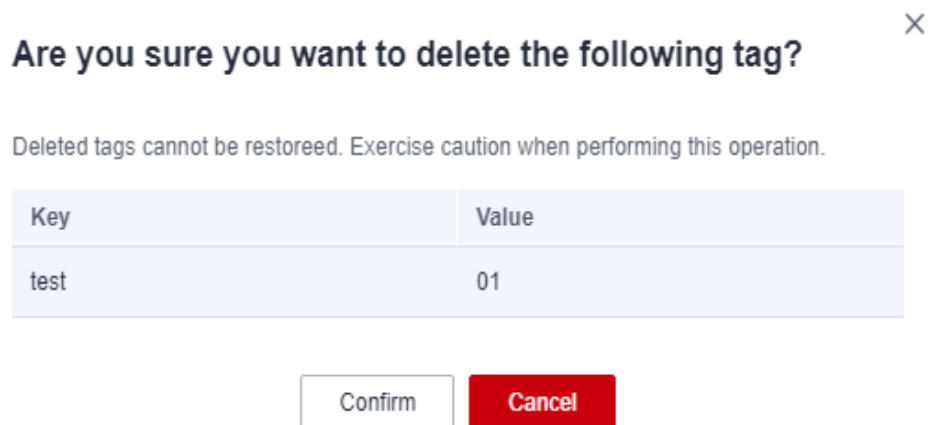 Are you sure you want to delete the following tag?
Deleted tags cannot be restoreed. Exercise caution when performing this operation.
Key Value
test 01
Confirm Cancel